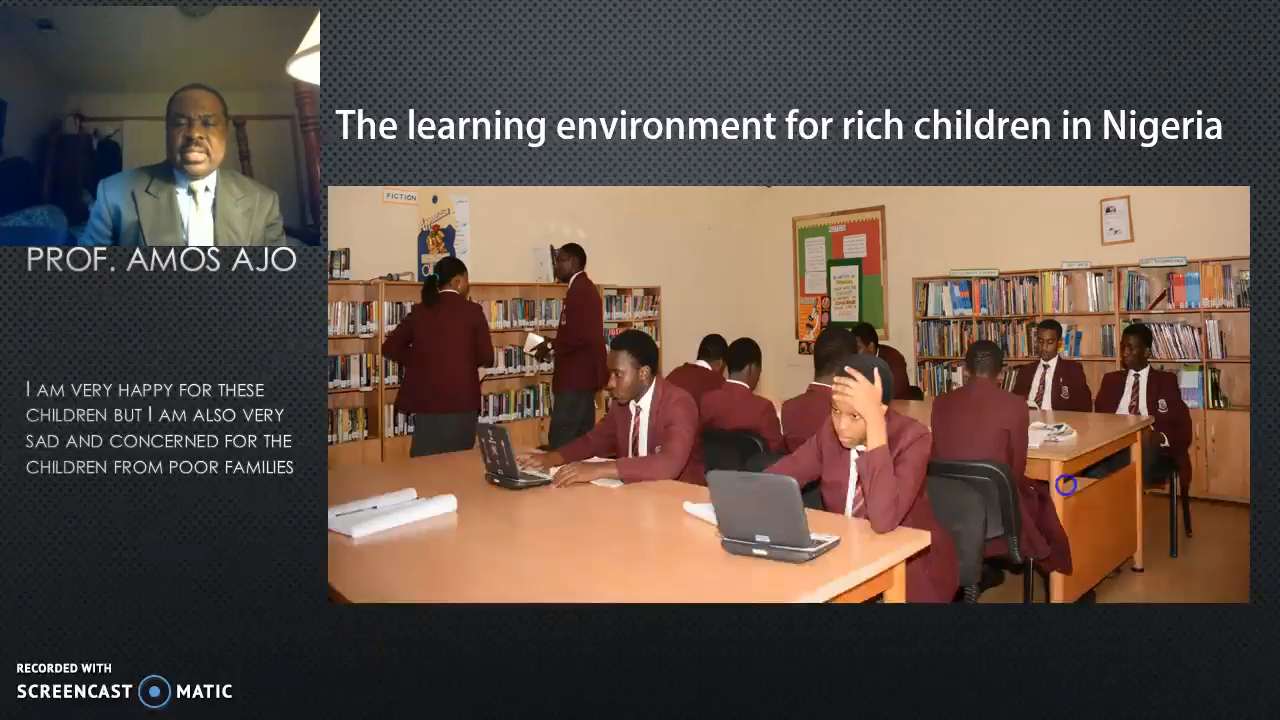 The learning environment for rich children in Nigeria
FICTION
PROF. AMOS AJO
I AM VERY HAPPY FOR THESE
CHILDREN BUT I AM ALSO VERY
SAD AND CONCERNED FOR THE
CHILDREN FROM POOR FAMILIES
RECORDED WITH
SCREENCAST MATIC